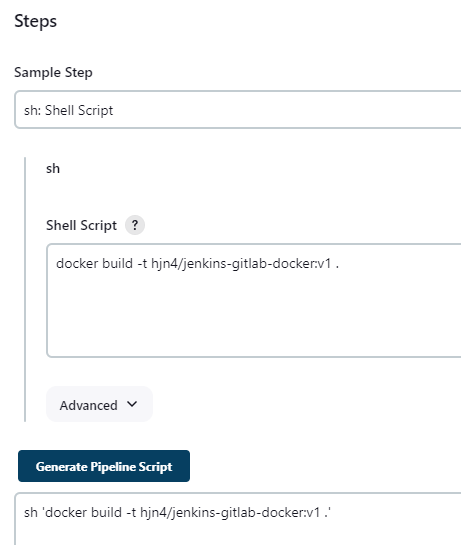 Steps
Sample Step
sh: Shell Script
sh
Shell Script ?
docker build -t hjn4/jenkins-gitlab-docker:v1 .
Advanced
Generate Pipeline Script
sh 'docker build -t hjn4/jenkins-gitlab-docker:v1 .'